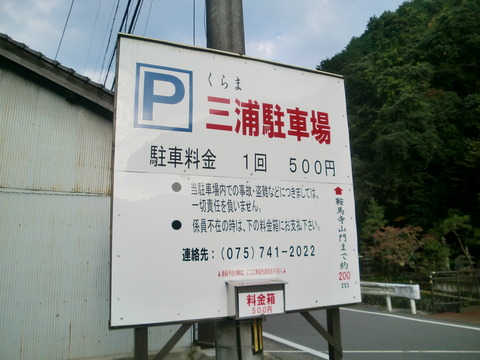 P
くらま
三浦駐車場
駐車料金 1回 500円
● 当駐車場内での事故・盗難などにつきましては、
一切責任を負いません。
● 係員不在の時は、下の料金箱にお支払下さい。
連絡先：(075)741-2022
鞍馬寺山門まで約200m
料金箱
500円